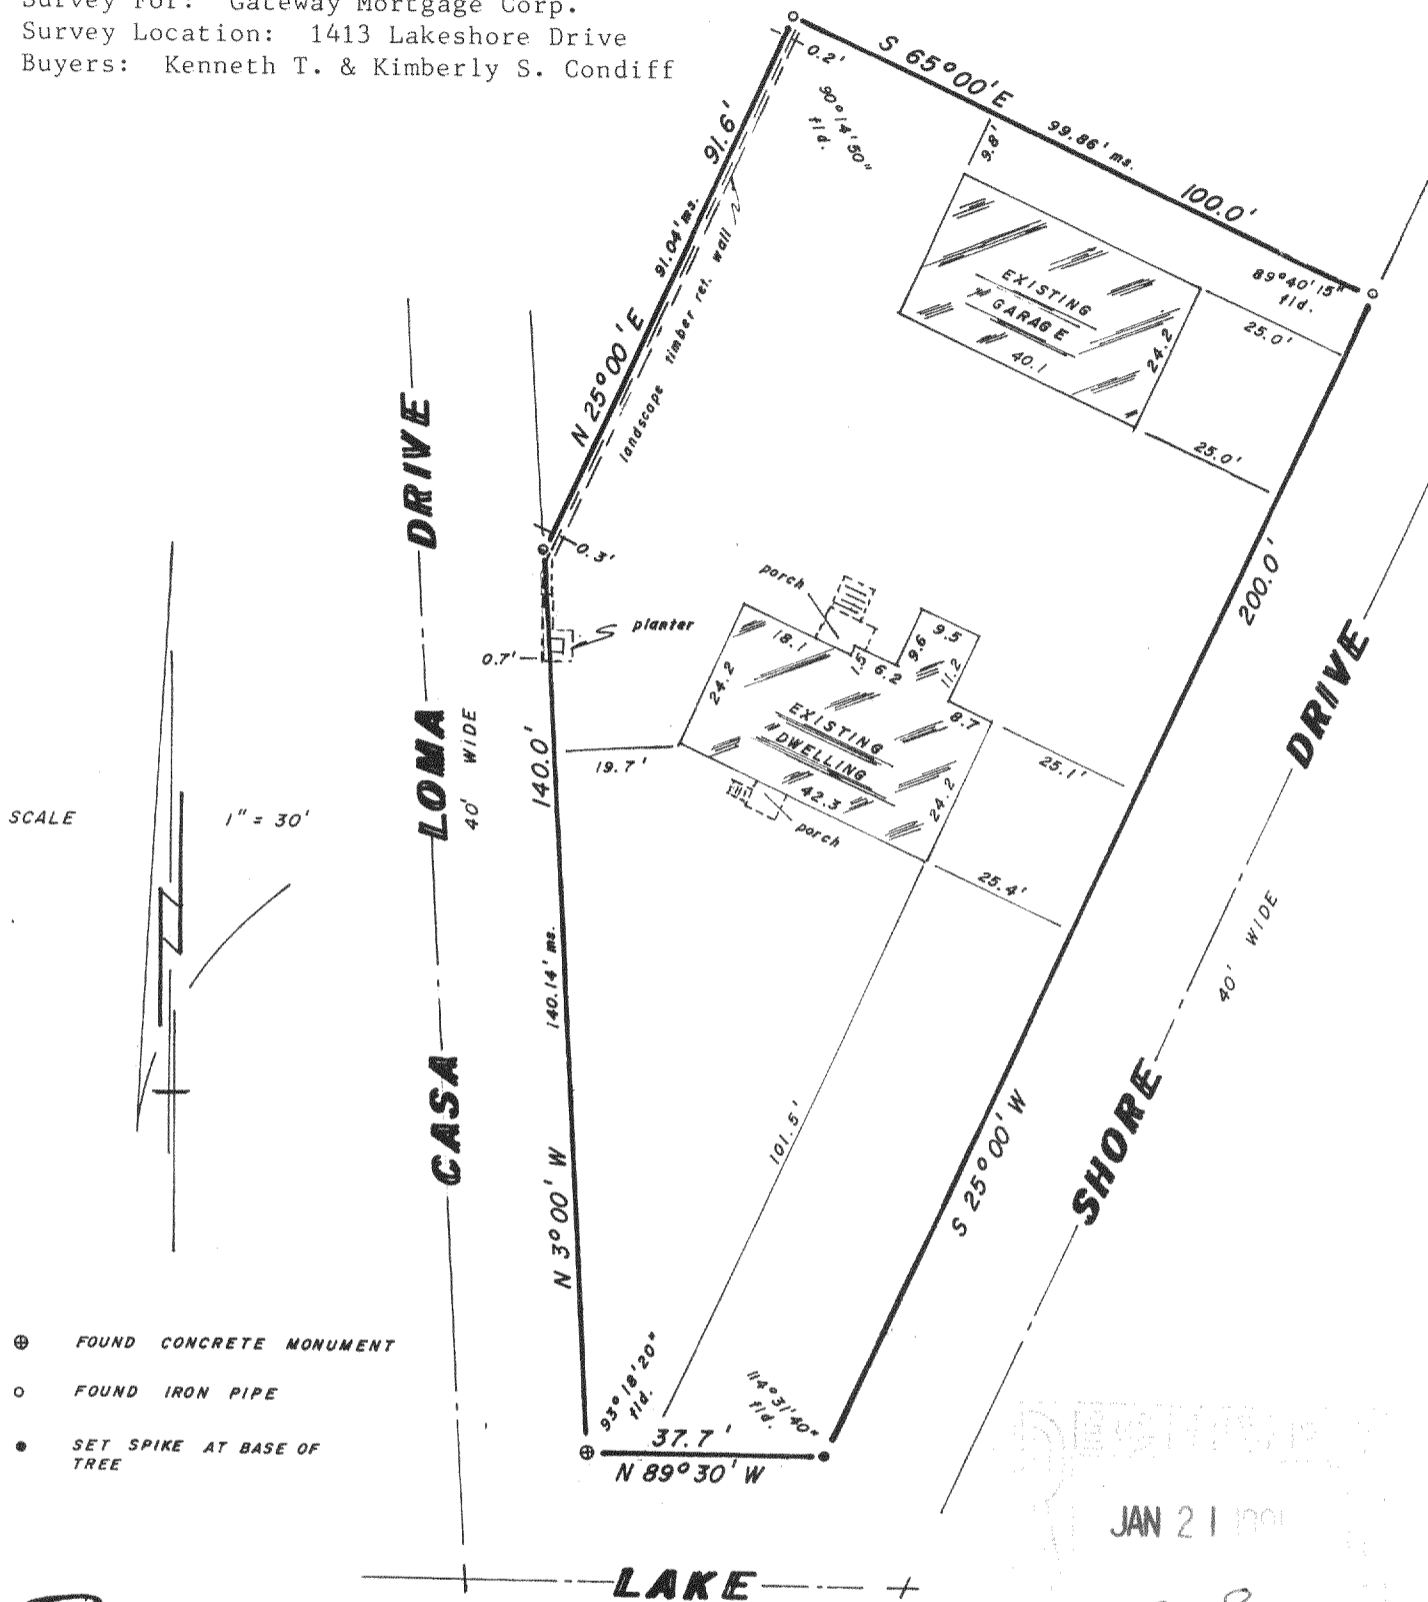 Survey For: Gateway Mortgage Corp.
Survey Location: 1413 Lakeshore Drive
Buyers: Kenneth T. & Kimberly S. Condiff
0.2'
S 65°00'E
99.86' ms.
100.0'
90°14'50"
fld.
9.8'
91.6'
91.04' ms.
N 25°00'E
landscape timber ret. wall
EXISTING
GARAGE
40.1
24.2
89°40'15"
fld.
25.0'
25.0'
200.0'
0.3'
planter
0.7'
porch
18.1
1.5
6.2
9.6
9.5
11.2
8.7
24.2
EXISTING
DWELLING
42.3
24.2
porch
19.7'
25.1'
25.4'
140.0'
140.14' ms.
N 3°00' W
CASA LOMA DRIVE
40' WIDE
SCALE 1" = 30'
N
101.5'
S 25°00' W
SHORE DRIVE
40' WIDE
93°18'20"
fld.
114°31'40"
fld.
37.7'
N 89°30' W
⊕ FOUND CONCRETE MONUMENT
○ FOUND IRON PIPE
● SET SPIKE AT BASE OF
TREE
JAN 21
LAKE